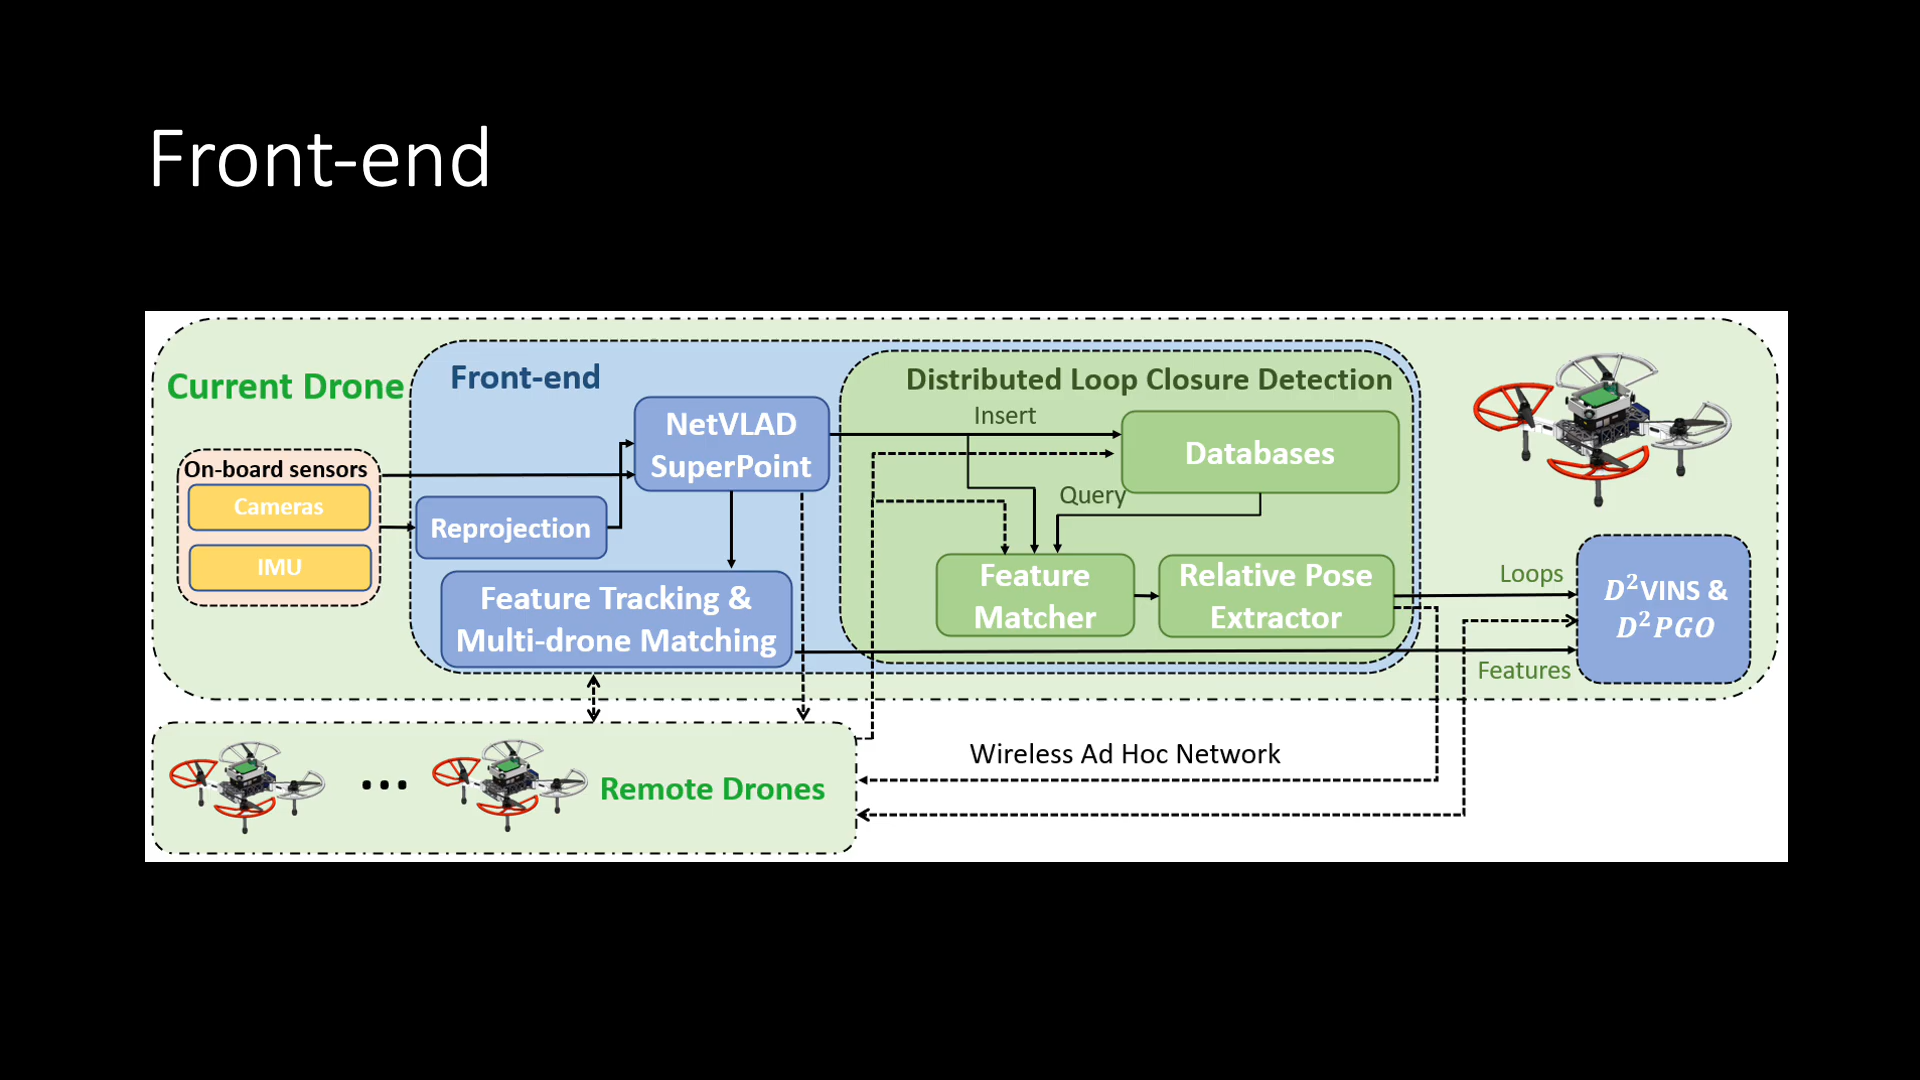 Front-end
Current Drone
Front-end
Distributed Loop Closure Detection
On-board sensors
Cameras
IMU
Reprojection
NetVLAD
SuperPoint
Feature Tracking &
Multi-drone Matching
Insert
Databases
Query
Feature
Matcher
Relative Pose
Extractor
Loops
D²VINS &
D²PGO
Features
Wireless Ad Hoc Network
Remote Drones